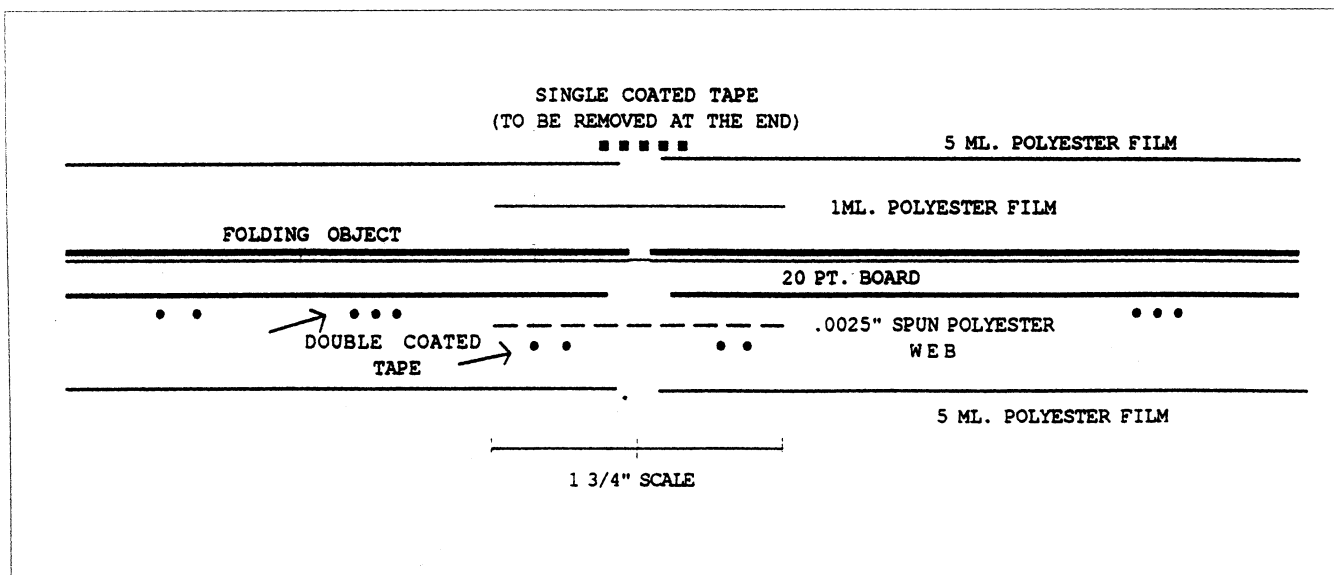 SINGLE COATED TAPE
(TO BE REMOVED AT THE END)
5 ML. POLYESTER FILM
1ML. POLYESTER FILM
FOLDING OBJECT
20 PT. BOARD
.0025" SPUN POLYESTER
WEB
DOUBLE COATED
TAPE
5 ML. POLYESTER FILM
1 3/4" SCALE